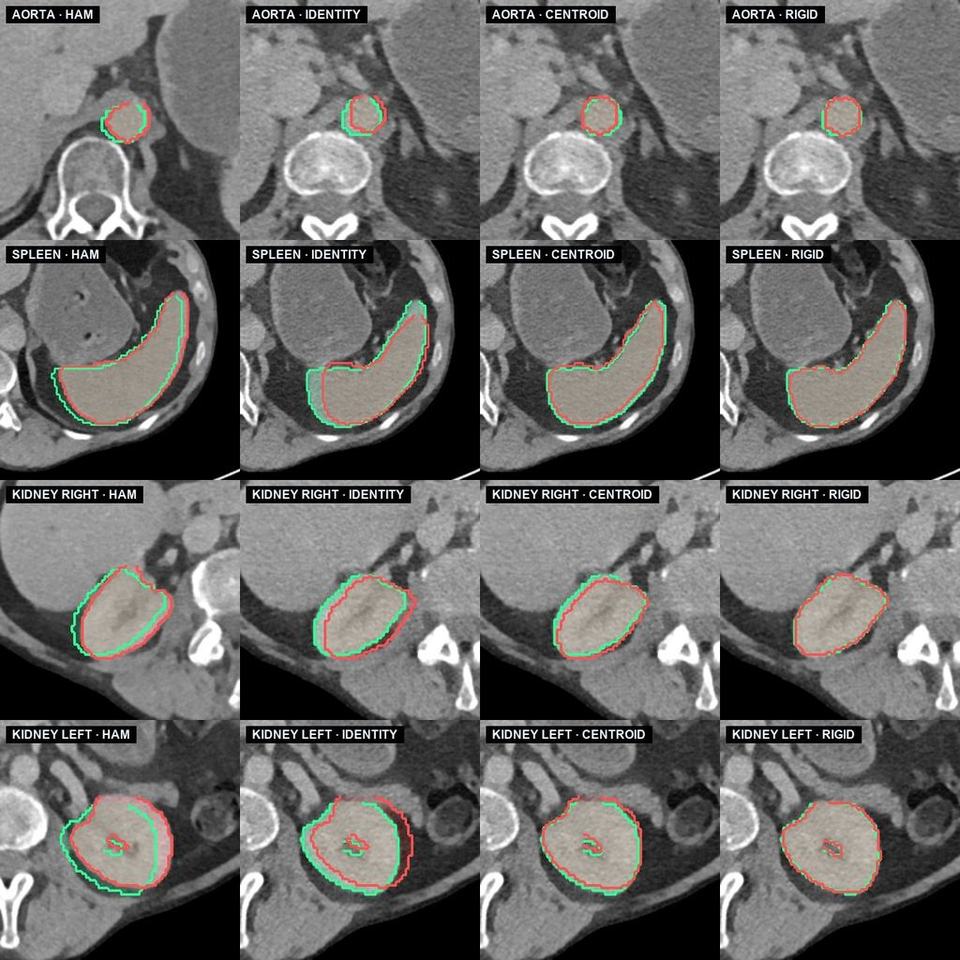 AORTA · HAM
AORTA · IDENTITY
AORTA · CENTROID
AORTA · RIGID
SPLEEN · HAM
SPLEEN · IDENTITY
SPLEEN · CENTROID
SPLEEN · RIGID
KIDNEY RIGHT · HAM
KIDNEY RIGHT · IDENTITY
KIDNEY RIGHT · CENTROID
KIDNEY RIGHT · RIGID
KIDNEY LEFT · HAM
KIDNEY LEFT · IDENTITY
KIDNEY LEFT · CENTROID
KIDNEY LEFT · RIGID